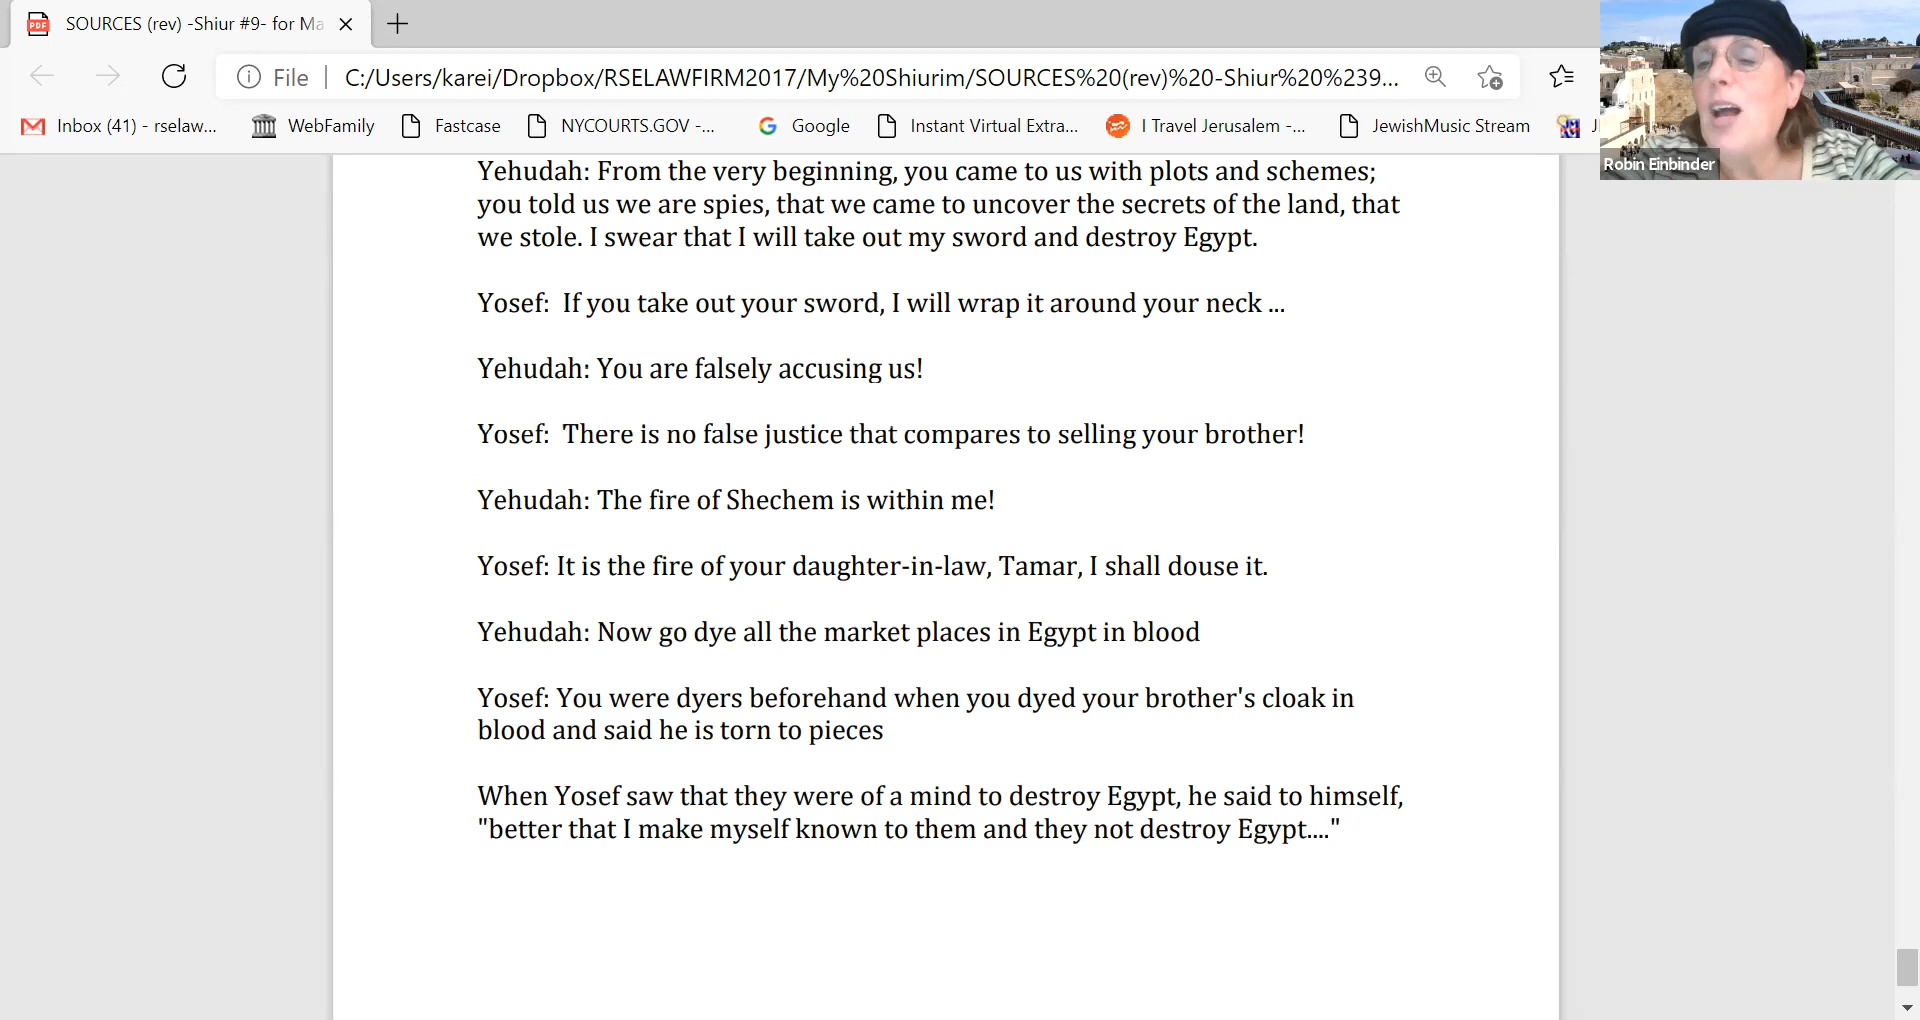 SOURCES (rev) -Shiur #9- for Ma
File
C:/Users/karei/Dropbox/RSELAWFIRM2017/My%20Shiurim/SOURCES%20(rev)%20-Shiur%20%239...
Inbox (41) - rselaw...
WebFamily
Fastcase
NYCOURTS.GOV -...
Google
Instant Virtual Extra...
I Travel Jerusalem -...
JewishMusic Stream
Robin Einbinder
Yehudah: From the very beginning, you came to us with plots and schemes;
you told us we are spies, that we came to uncover the secrets of the land, that
we stole. I swear that I will take out my sword and destroy Egypt.
Yosef:  If you take out your sword, I will wrap it around your neck ...
Yehudah: You are falsely accusing us!
Yosef:  There is no false justice that compares to selling your brother!
Yehudah: The fire of Shechem is within me!
Yosef: It is the fire of your daughter-in-law, Tamar, I shall douse it.
Yehudah: Now go dye all the market places in Egypt in blood
Yosef: You were dyers beforehand when you dyed your brother's cloak in
blood and said he is torn to pieces
When Yosef saw that they were of a mind to destroy Egypt, he said to himself,
"better that I make myself known to them and they not destroy Egypt...."